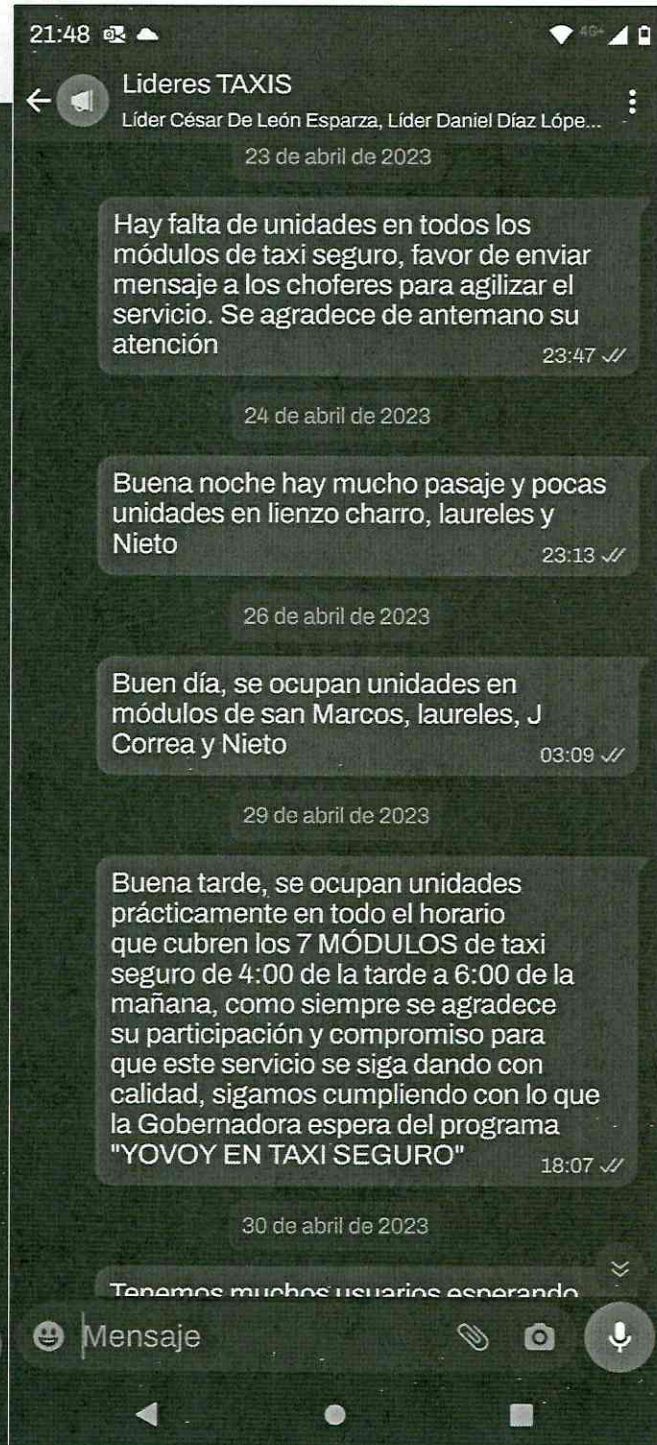 21:48
4G+
Lideres TAXIS
Líder César De León Esparza, Líder Daniel Díaz Lópe...
23 de abril de 2023
Hay falta de unidades en todos los
módulos de taxi seguro, favor de enviar
mensaje a los choferes para agilizar el
servicio. Se agradece de antemano su
atención
23:47
24 de abril de 2023
Buena noche hay mucho pasaje y pocas
unidades en lienzo charro, laureles y
Nieto
23:13
26 de abril de 2023
Buen día, se ocupan unidades en
módulos de san Marcos, laureles, J
Correa y Nieto
03:09
29 de abril de 2023
Buena tarde, se ocupan unidades
prácticamente en todo el horario
que cubren los 7 MÓDULOS de taxi
seguro de 4:00 de la tarde a 6:00 de la
mañana, como siempre se agradece
su participación y compromiso para
que este servicio se siga dando con
calidad, sigamos cumpliendo con lo que
la Gobernadora espera del programa
"YOVOY EN TAXI SEGURO"
18:07
30 de abril de 2023
Tenemos muchos usuarios esperando
Mensaje